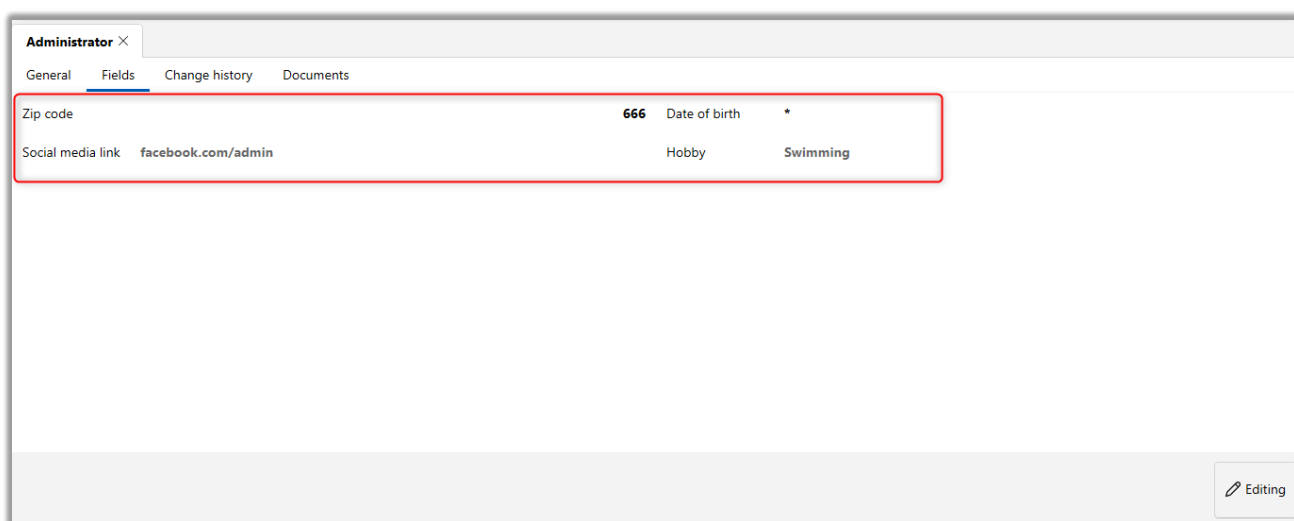 Administrator
General Fields Change history Documents
Zip code 666 Date of birth *
Social media link facebook.com/admin Hobby Swimming
Editing